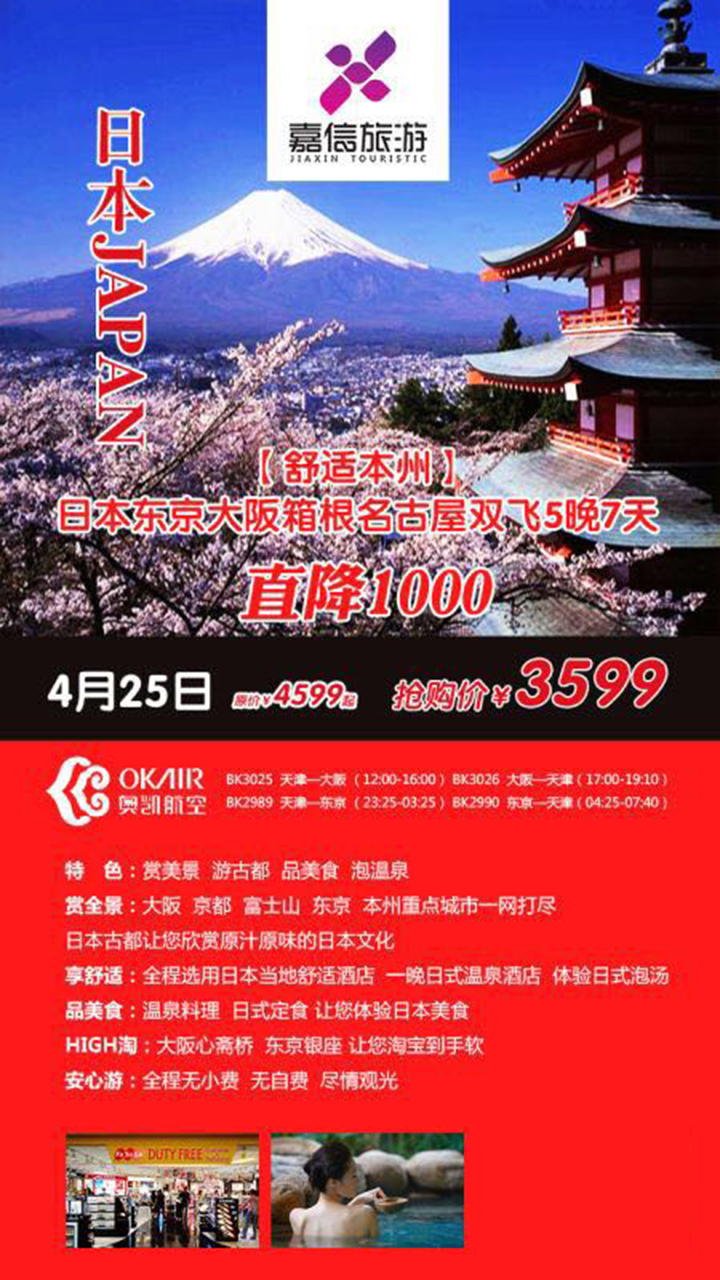 嘉信旅游
JIAXIN TOURISTIC
日本JAPAN
【舒适本州】
日本东京大阪箱根名古屋双飞5晚7天
直降1000
4月25日 原价¥4599起 抢购价¥3599
OKAIR
奥凯航空
BK3025 天津—大阪（12:00-16:00）BK3026 大阪—天津（17:00-19:10）
BK2989 天津—东京（23:25-03:25）BK2990 东京—天津（04:25-07:40）
特 色：赏美景 游古都 品美食 泡温泉
赏全景：大阪 京都 富士山 东京 本州重点城市一网打尽
日本古都让您欣赏原汁原味的日本文化
享舒适：全程选用日本当地舒适酒店 一晚日式温泉酒店 体验日式泡汤
品美食：温泉料理 日式定食 让您体验日本美食
HIGH淘：大阪心斋桥 东京银座 让您淘宝到手软
安心游：全程无小费 无自费 尽情观光
DUTY FREE